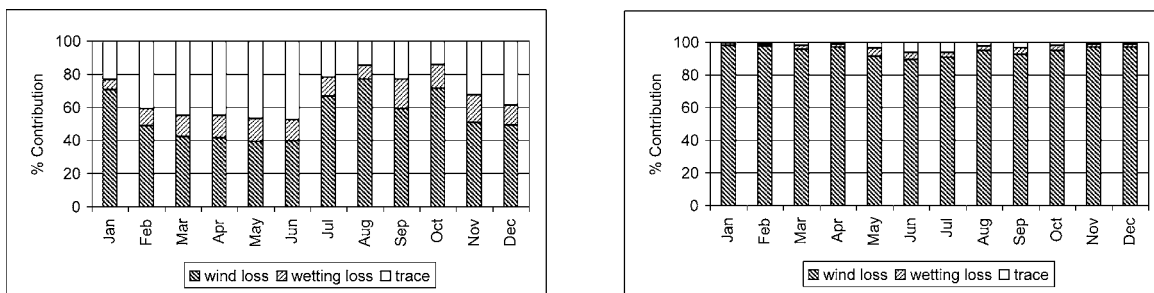 % Contribution
100
80
60
40
20
0
Jan Feb Mar Apr May Jun Jul Aug Sep Oct Nov Dec
wind loss wetting loss trace
% Contribution
100
80
60
40
20
0
Jan Feb Mar Apr May Jun Jul Aug Sep Oct Nov Dec
wind loss wetting loss trace